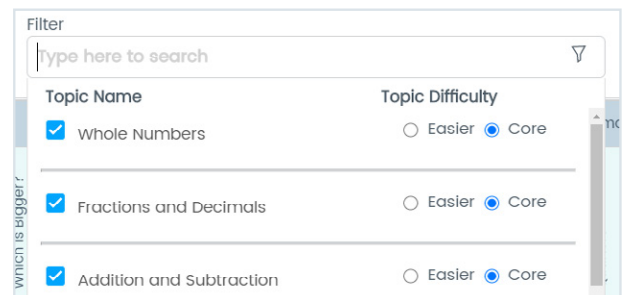 Filter
Type here to search
Topic Name Topic Difficulty
Whole Numbers Easier Core
Fractions and Decimals Easier Core
Addition and Subtraction Easier Core
Which is Bigger?